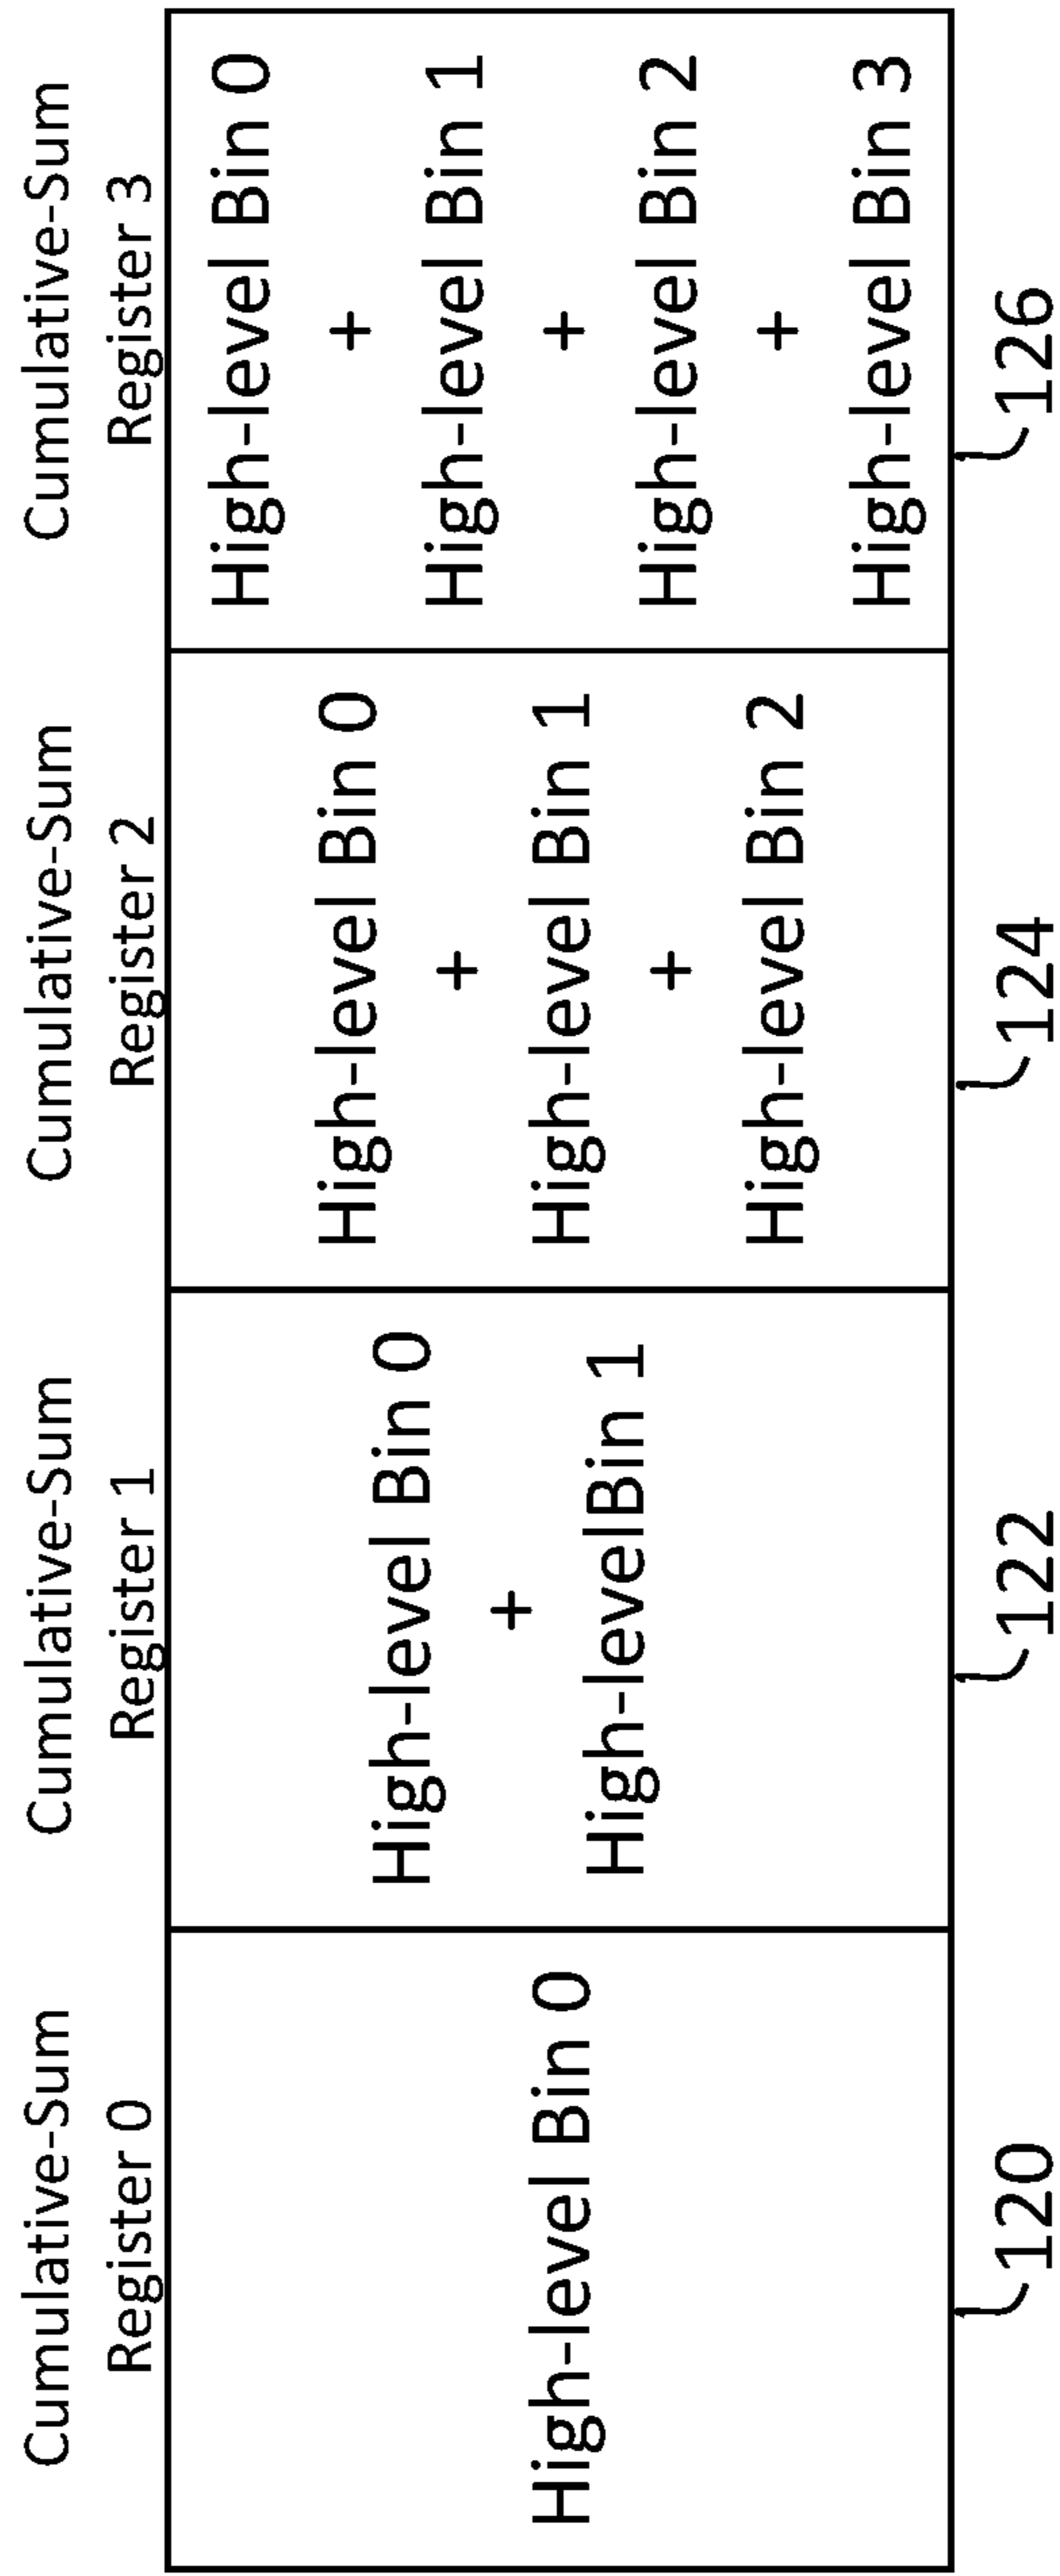 Cumulative-Sum
Register 0
High-level Bin 0
120
Cumulative-Sum
Register 1
High-level Bin 0
+
High-levelBin 1
122
Cumulative-Sum
Register 2
High-level Bin 0
+
High-level Bin 1
+
High-level Bin 2
124
Cumulative-Sum
Register 3
High-level Bin 0
+
High-level Bin 1
+
High-level Bin 2
+
High-level Bin 3
126